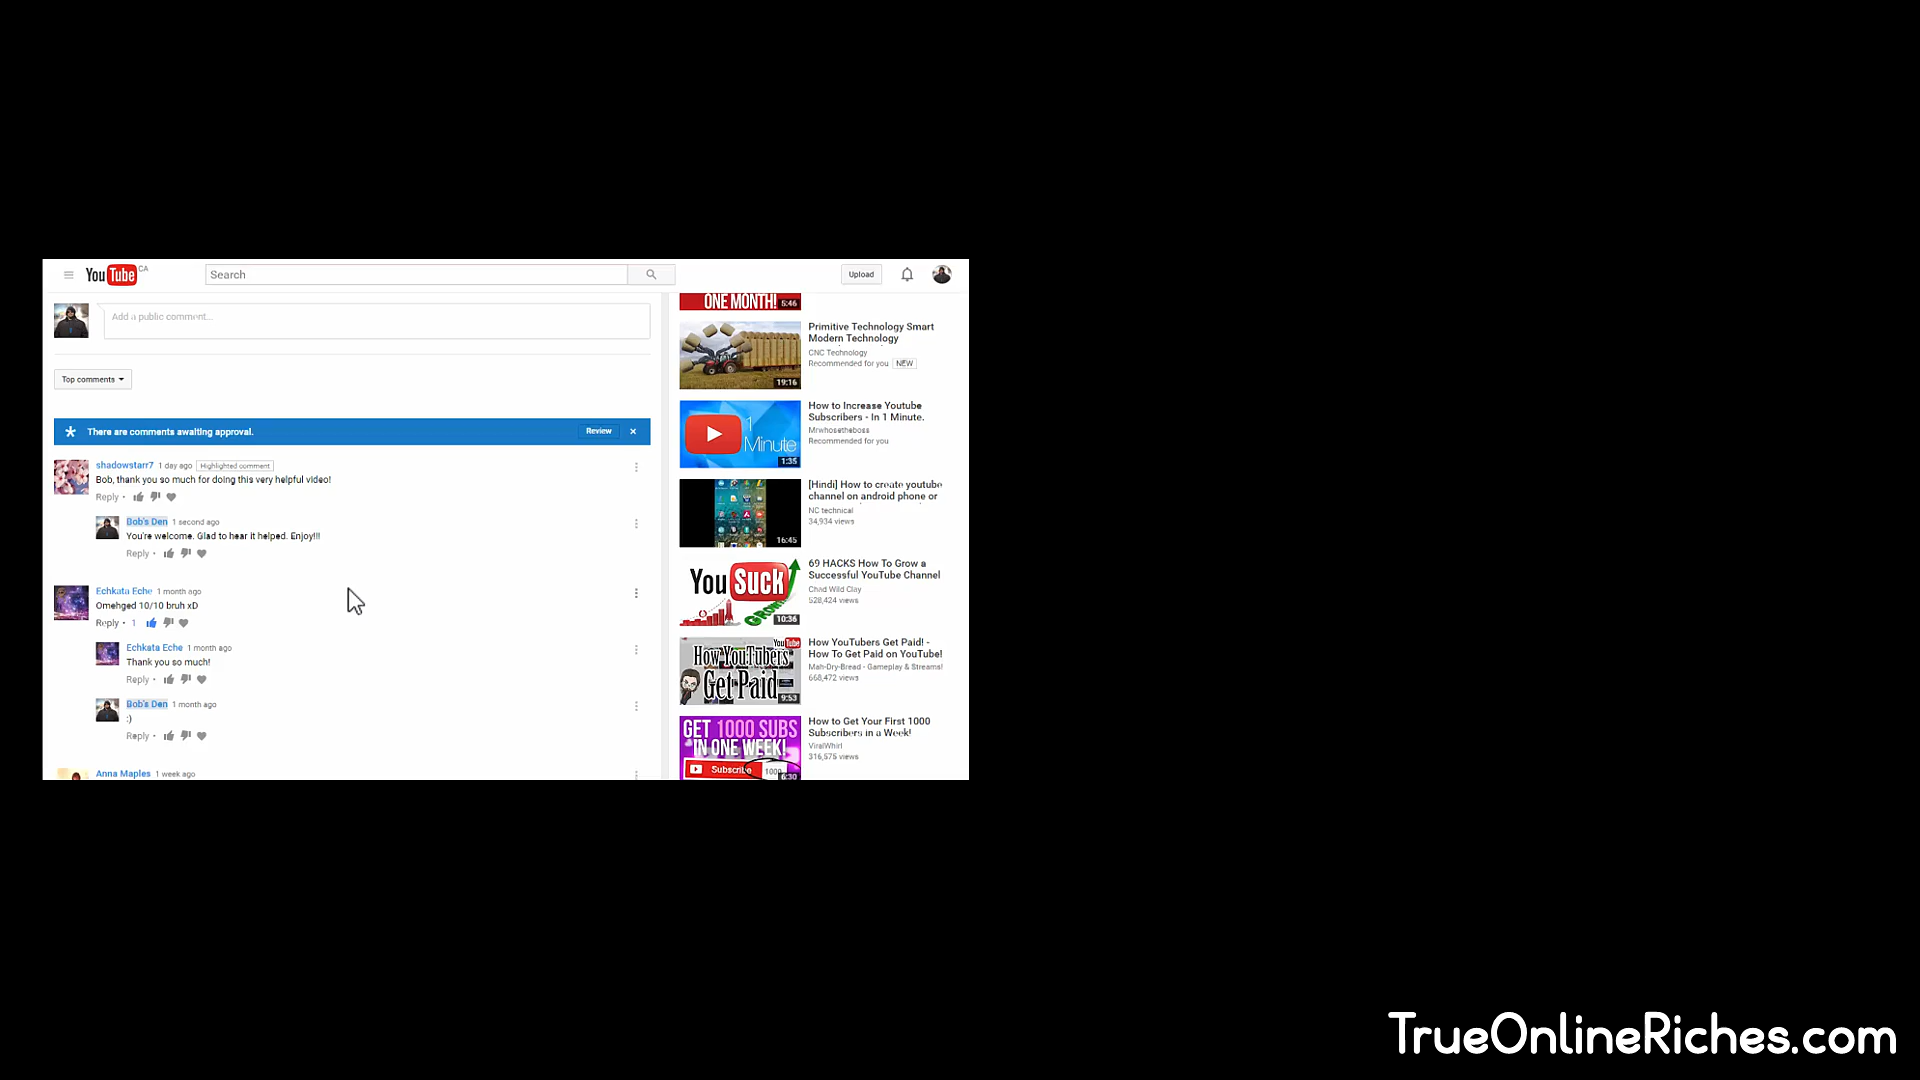 YouTube CA
Search
Upload
Add a public comment...
Top comments
There are comments awaiting approval.
Review
shadowstarr7 1 day ago Highlighted comment
Bob, thank you so much for doing this very helpful video!
Reply
Bob's Den 1 second ago
You're welcome. Glad to hear it helped. Enjoy!!!
Reply
Echkata Eche 1 month ago
Omehged 10/10 bruh xD
Reply 1
Echkata Eche 1 month ago
Thank you so much!
Reply
Bob's Den 1 month ago
:)
Reply
Anna Maples 1 week ago
ONE MONTH!
5:46
Primitive Technology Smart
Modern Technology
CNC Technology
Recommended for you NEW
19:16
1
Minute
1:35
How to Increase Youtube
Subscribers - In 1 Minute.
Mrwhosetheboss
Recommended for you
16:45
[Hindi] How to create youtube
channel on android phone or
NC technical
34,934 views
You Suck
GROWTH
10:36
69 HACKS How To Grow a
Successful YouTube Channel
Chad Wild Clay
528,424 views
YouTube
How YouTubers
Get Paid
9:53
How YouTubers Get Paid! -
How To Get Paid on YouTube!
Mah-Dry-Bread - Gameplay & Streams!
668,472 views
GET 1000 SUBS
IN ONE WEEK!
Subscribe 1000
6:30
How to Get Your First 1000
Subscribers in a Week!
ViralWhirl
316,575 views
TrueOnlineRiches.com